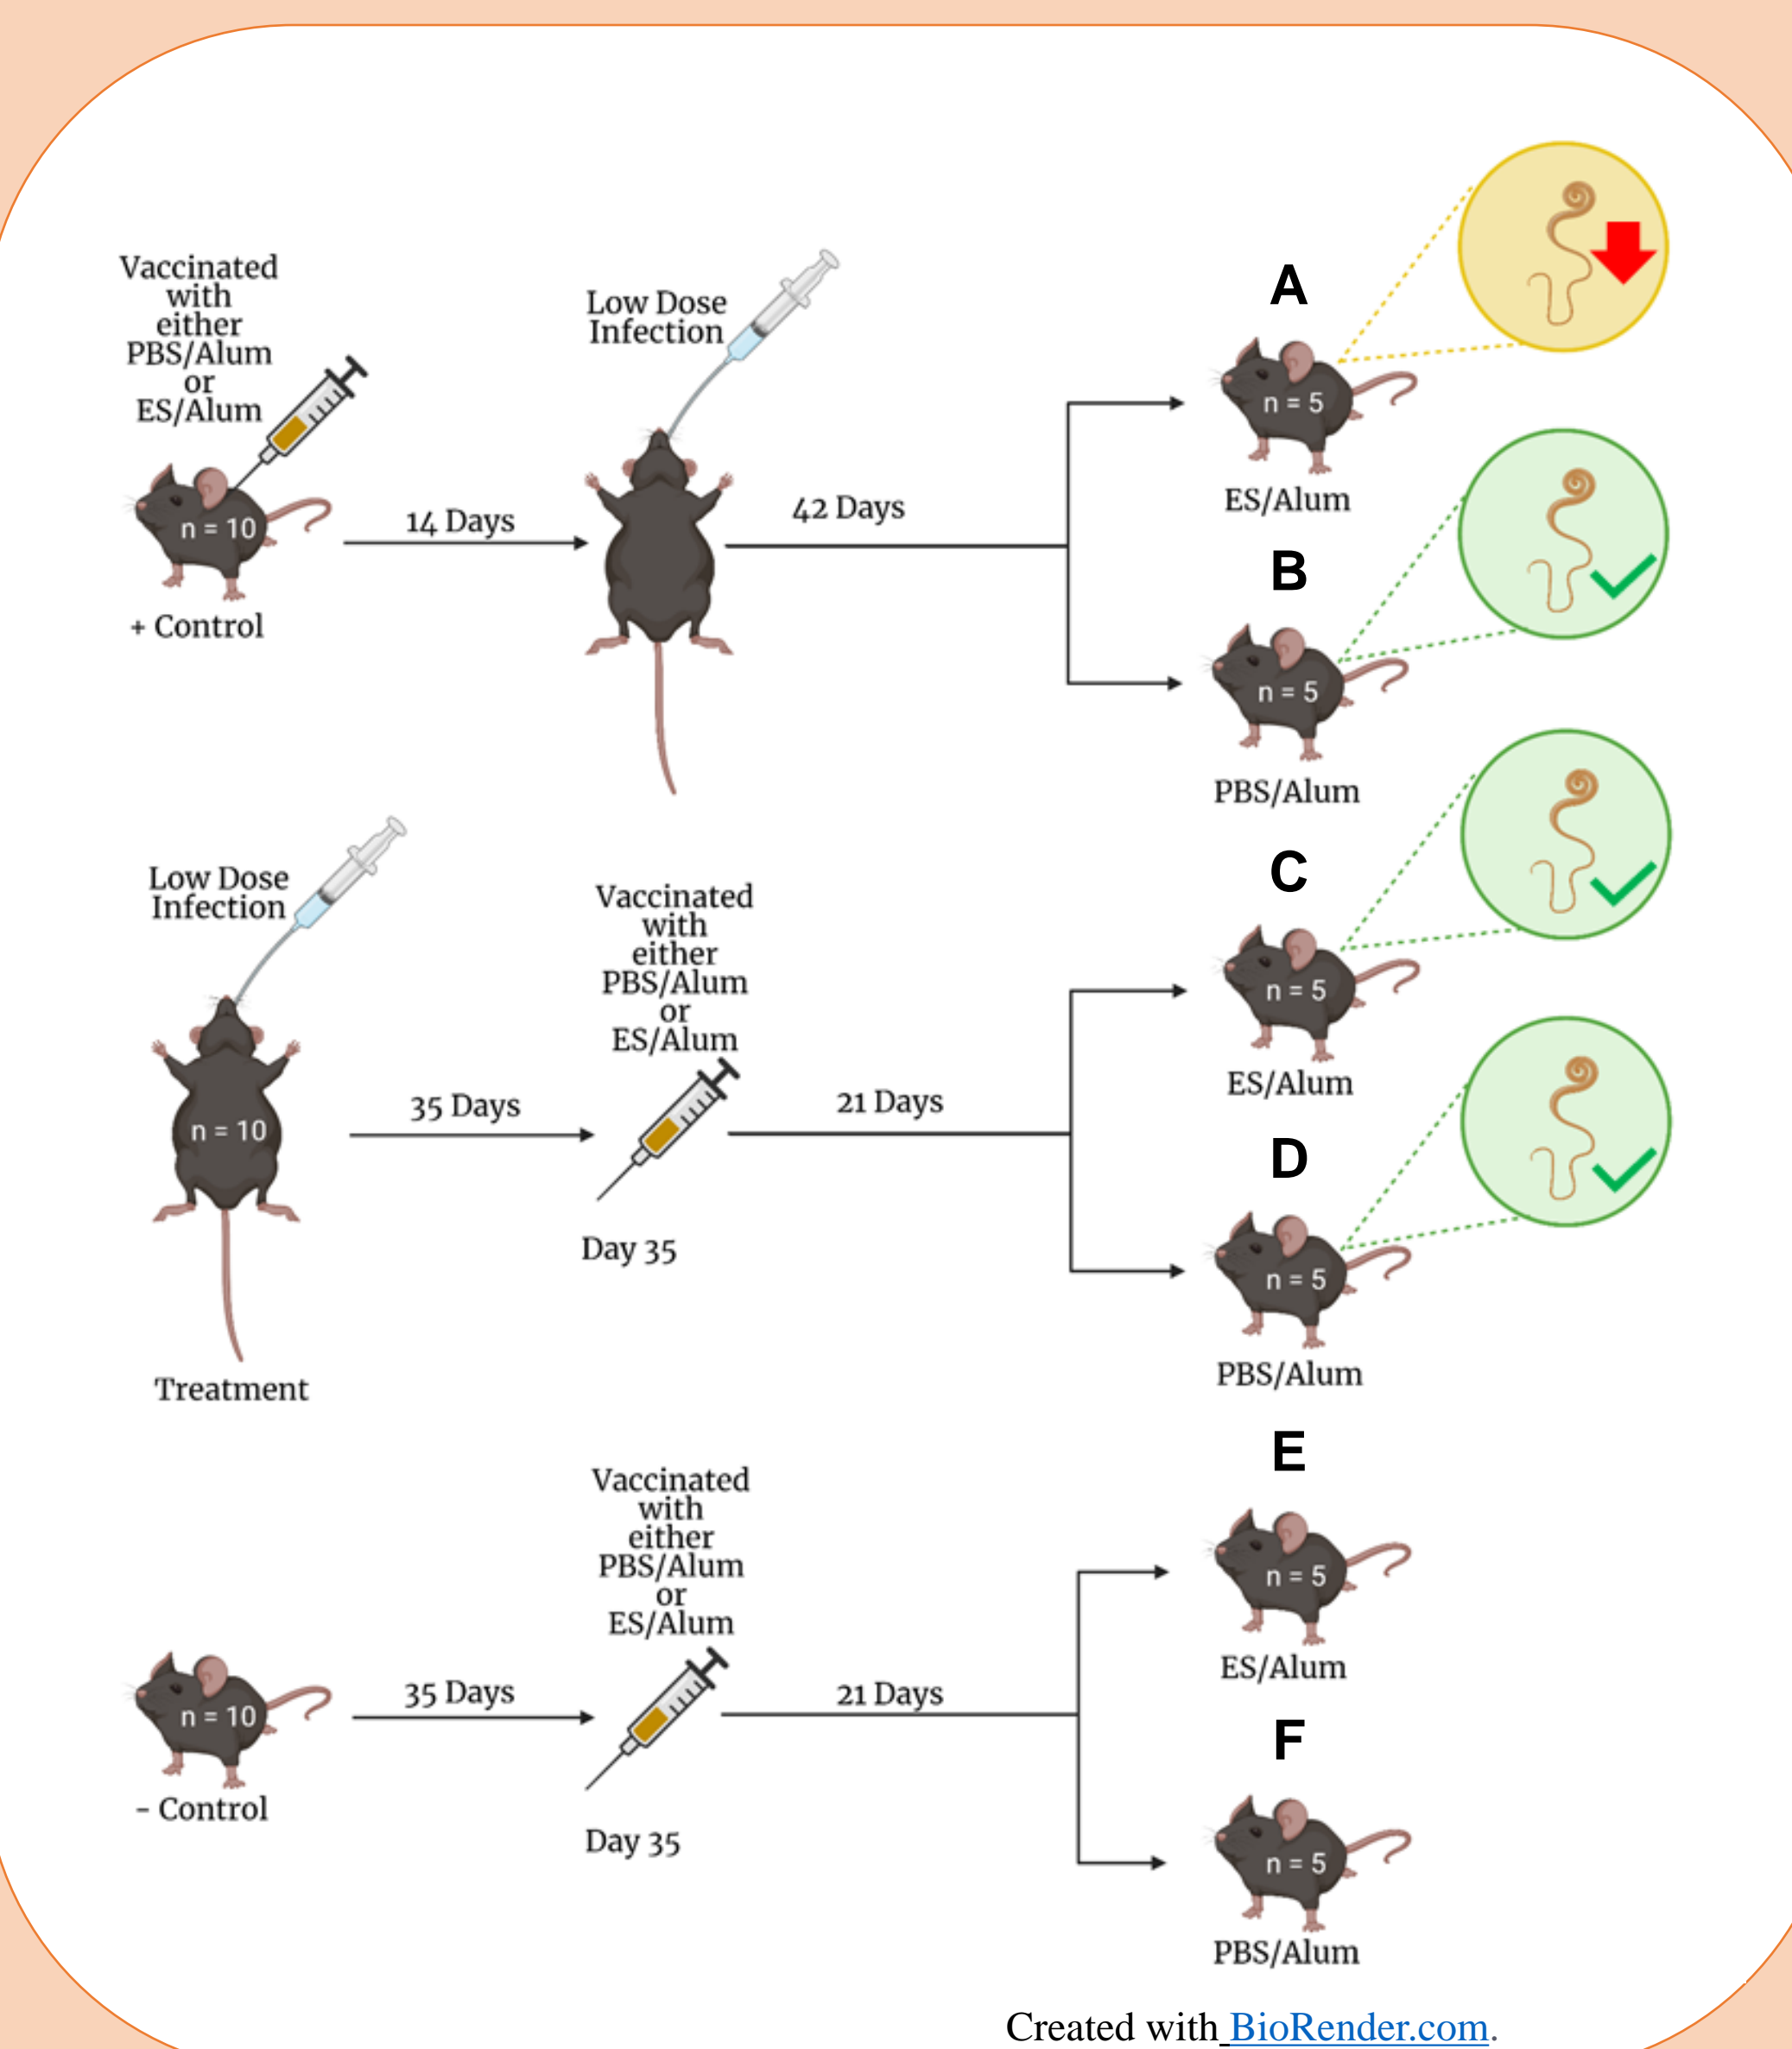 Vaccinated
with
either
PBS/Alum
or
ES/Alum
n = 10
+ Control
14 Days
Low Dose
Infection
42 Days
A
n = 5
ES/Alum
B
n = 5
PBS/Alum
Low Dose
Infection
n = 10
Treatment
35 Days
Vaccinated
with
either
PBS/Alum
or
ES/Alum
Day 35
21 Days
C
n = 5
ES/Alum
D
n = 5
PBS/Alum
n = 10
- Control
35 Days
Vaccinated
with
either
PBS/Alum
or
ES/Alum
Day 35
21 Days
E
n = 5
ES/Alum
F
n = 5
PBS/Alum
Created with BioRender.com.